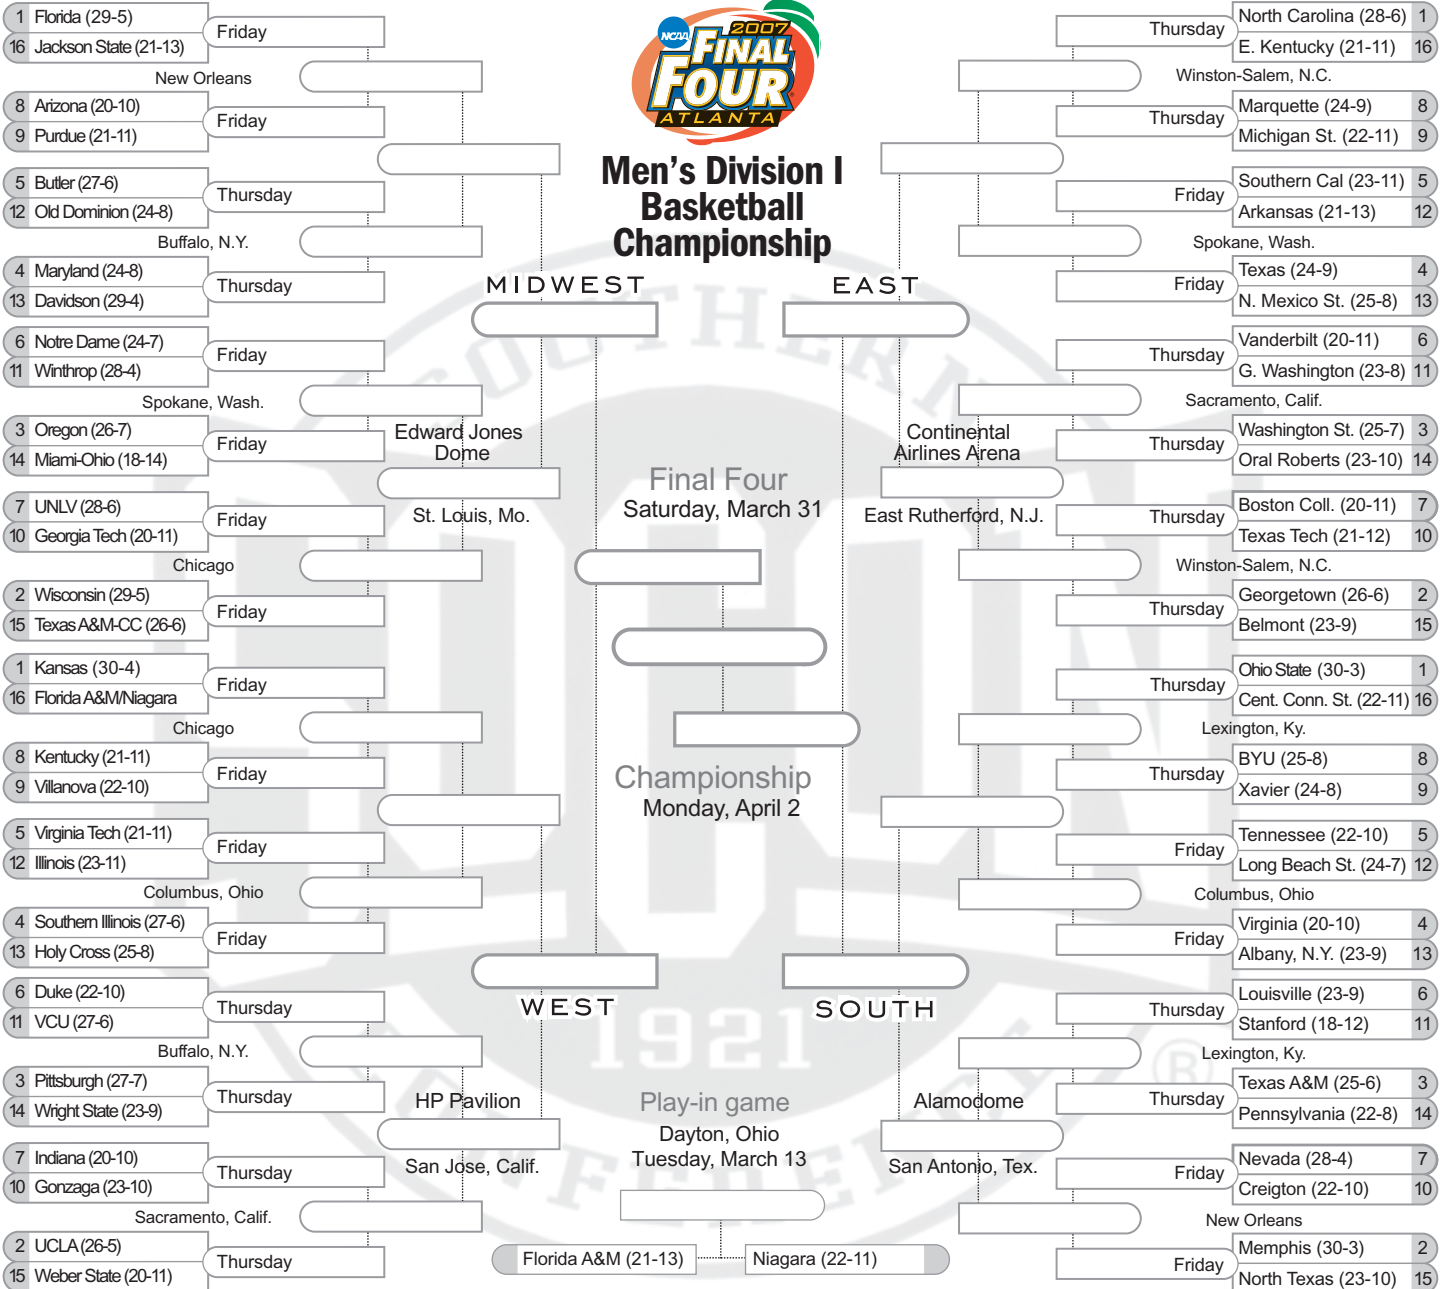 1 Florida (29-5)
16 Jackson State (21-13)
Friday
New Orleans
8 Arizona (20-10)
9 Purdue (21-11)
Friday
5 Butler (27-6)
12 Old Dominion (24-8)
Thursday
Buffalo, N.Y.
4 Maryland (24-8)
13 Davidson (29-4)
Thursday
6 Notre Dame (24-7)
11 Winthrop (28-4)
Friday
Spokane, Wash.
3 Oregon (26-7)
14 Miami-Ohio (18-14)
Friday
7 UNLV (28-6)
10 Georgia Tech (20-11)
Friday
Chicago
2 Wisconsin (29-5)
15 Texas A&M-CC (26-6)
Friday
MIDWEST
Edward Jones
Dome
St. Louis, Mo.
1 Kansas (30-4)
16 Florida A&M/Niagara
Friday
Chicago
8 Kentucky (21-11)
9 Villanova (22-10)
Friday
5 Virginia Tech (21-11)
12 Illinois (23-11)
Friday
Columbus, Ohio
4 Southern Illinois (27-6)
13 Holy Cross (25-8)
Friday
6 Duke (22-10)
11 VCU (27-6)
Thursday
Buffalo, N.Y.
3 Pittsburgh (27-7)
14 Wright State (23-9)
Thursday
7 Indiana (20-10)
10 Gonzaga (23-10)
Thursday
Sacramento, Calif.
2 UCLA (26-5)
15 Weber State (20-11)
Thursday
WEST
HP Pavilion
San Jose, Calif.
NCAA
2007
FINAL
FOUR
ATLANTA
Men's Division I
Basketball
Championship
Final Four
Saturday, March 31
Championship
Monday, April 2
Play-in game
Dayton, Ohio
Tuesday, March 13
Florida A&M (21-13)
Niagara (22-11)
SOUTHERN
1921
CONFERENCE
®
North Carolina (28-6) 1
E. Kentucky (21-11) 16
Thursday
Winston-Salem, N.C.
Marquette (24-9) 8
Michigan St. (22-11) 9
Thursday
Southern Cal (23-11) 5
Arkansas (21-13) 12
Friday
Spokane, Wash.
Texas (24-9) 4
N. Mexico St. (25-8) 13
Friday
Vanderbilt (20-11) 6
G. Washington (23-8) 11
Thursday
Sacramento, Calif.
Washington St. (25-7) 3
Oral Roberts (23-10) 14
Thursday
Boston Coll. (20-11) 7
Texas Tech (21-12) 10
Thursday
Winston-Salem, N.C.
Georgetown (26-6) 2
Belmont (23-9) 15
Thursday
EAST
Continental
Airlines Arena
East Rutherford, N.J.
Ohio State (30-3) 1
Cent. Conn. St. (22-11) 16
Thursday
Lexington, Ky.
BYU (25-8) 8
Xavier (24-8) 9
Thursday
Tennessee (22-10) 5
Long Beach St. (24-7) 12
Friday
Columbus, Ohio
Virginia (20-10) 4
Albany, N.Y. (23-9) 13
Friday
Louisville (23-9) 6
Stanford (18-12) 11
Thursday
Lexington, Ky.
Texas A&M (25-6) 3
Pennsylvania (22-8) 14
Thursday
Nevada (28-4) 7
Creigton (22-10) 10
Friday
New Orleans
Memphis (30-3) 2
North Texas (23-10) 15
Friday
SOUTH
Alamodome
San Antonio, Tex.